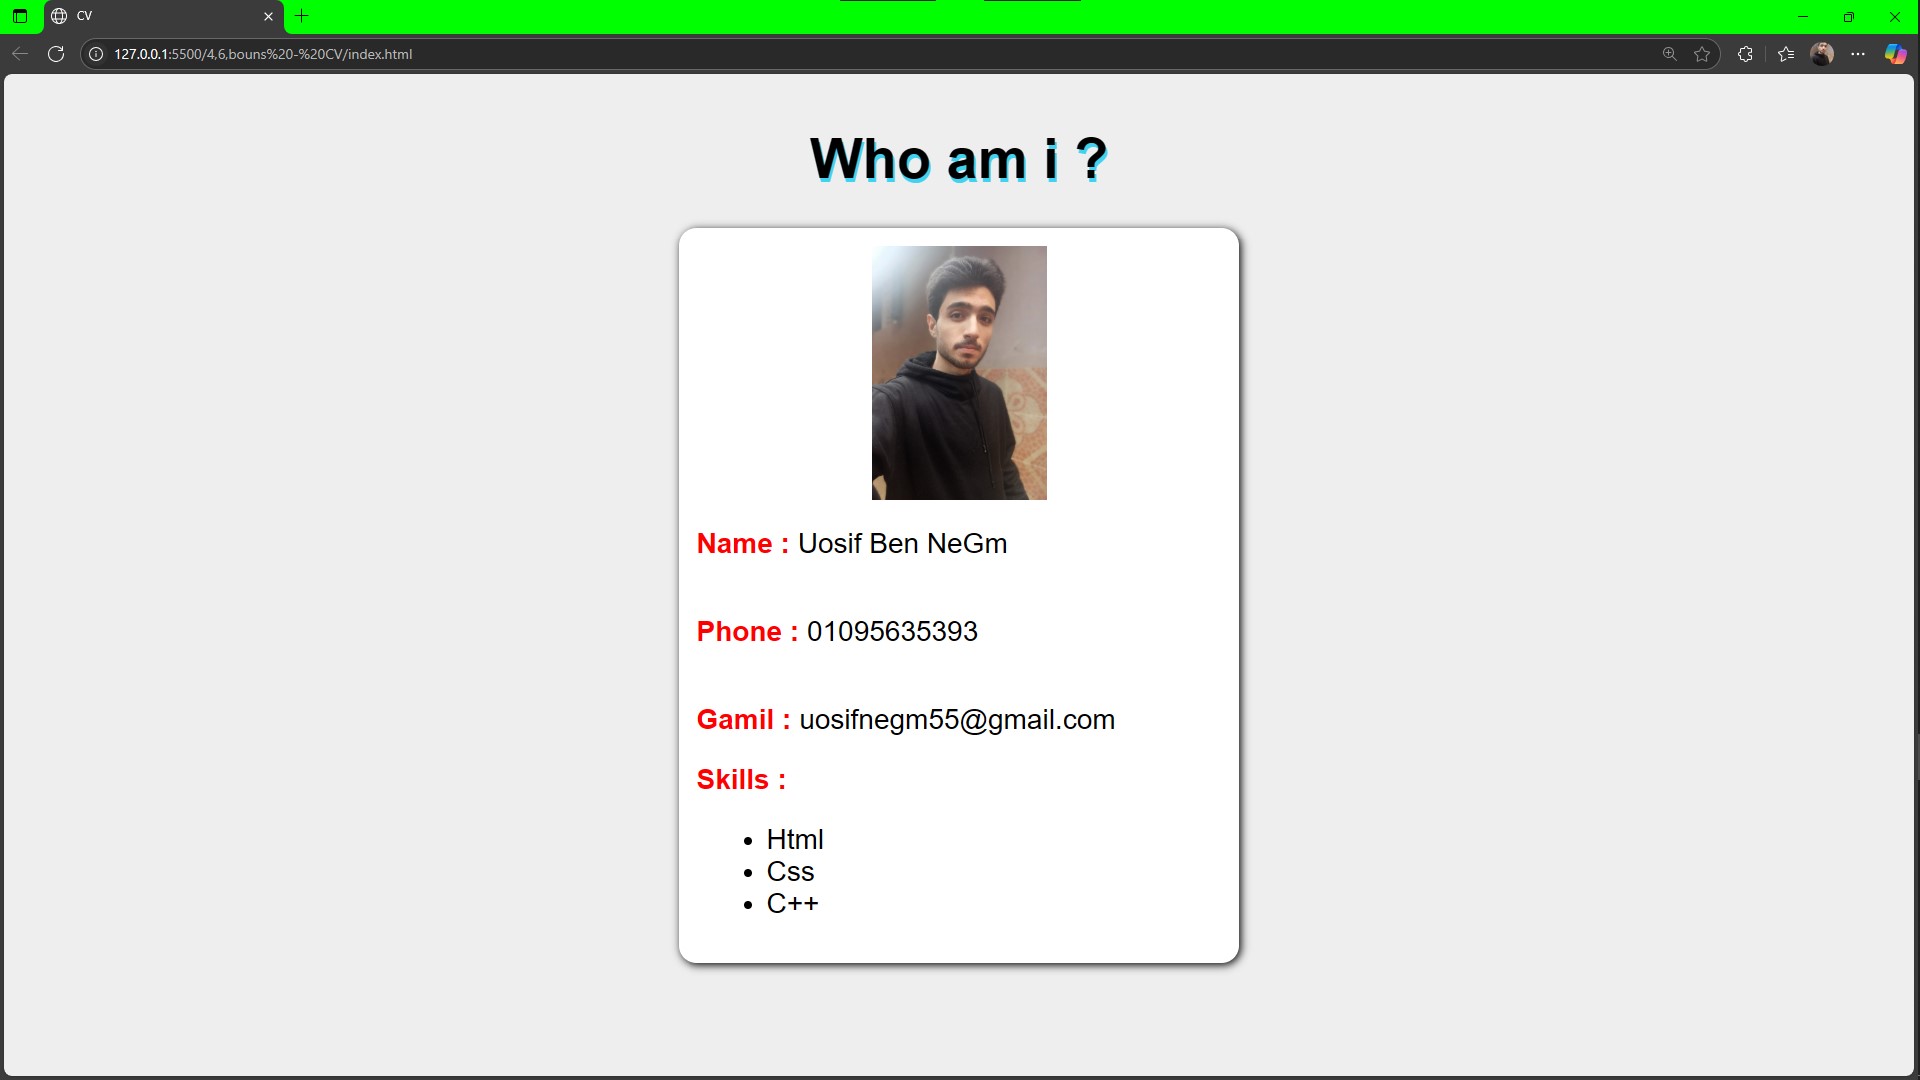 CV
127.0.0.1:5500/4,6,bouns%20-%20CV/index.html
Who am i ?
Name : Uosif Ben NeGm
Phone : 01095635393
Gamil : uosifnegm55@gmail.com
Skills :
Html
Css
C++